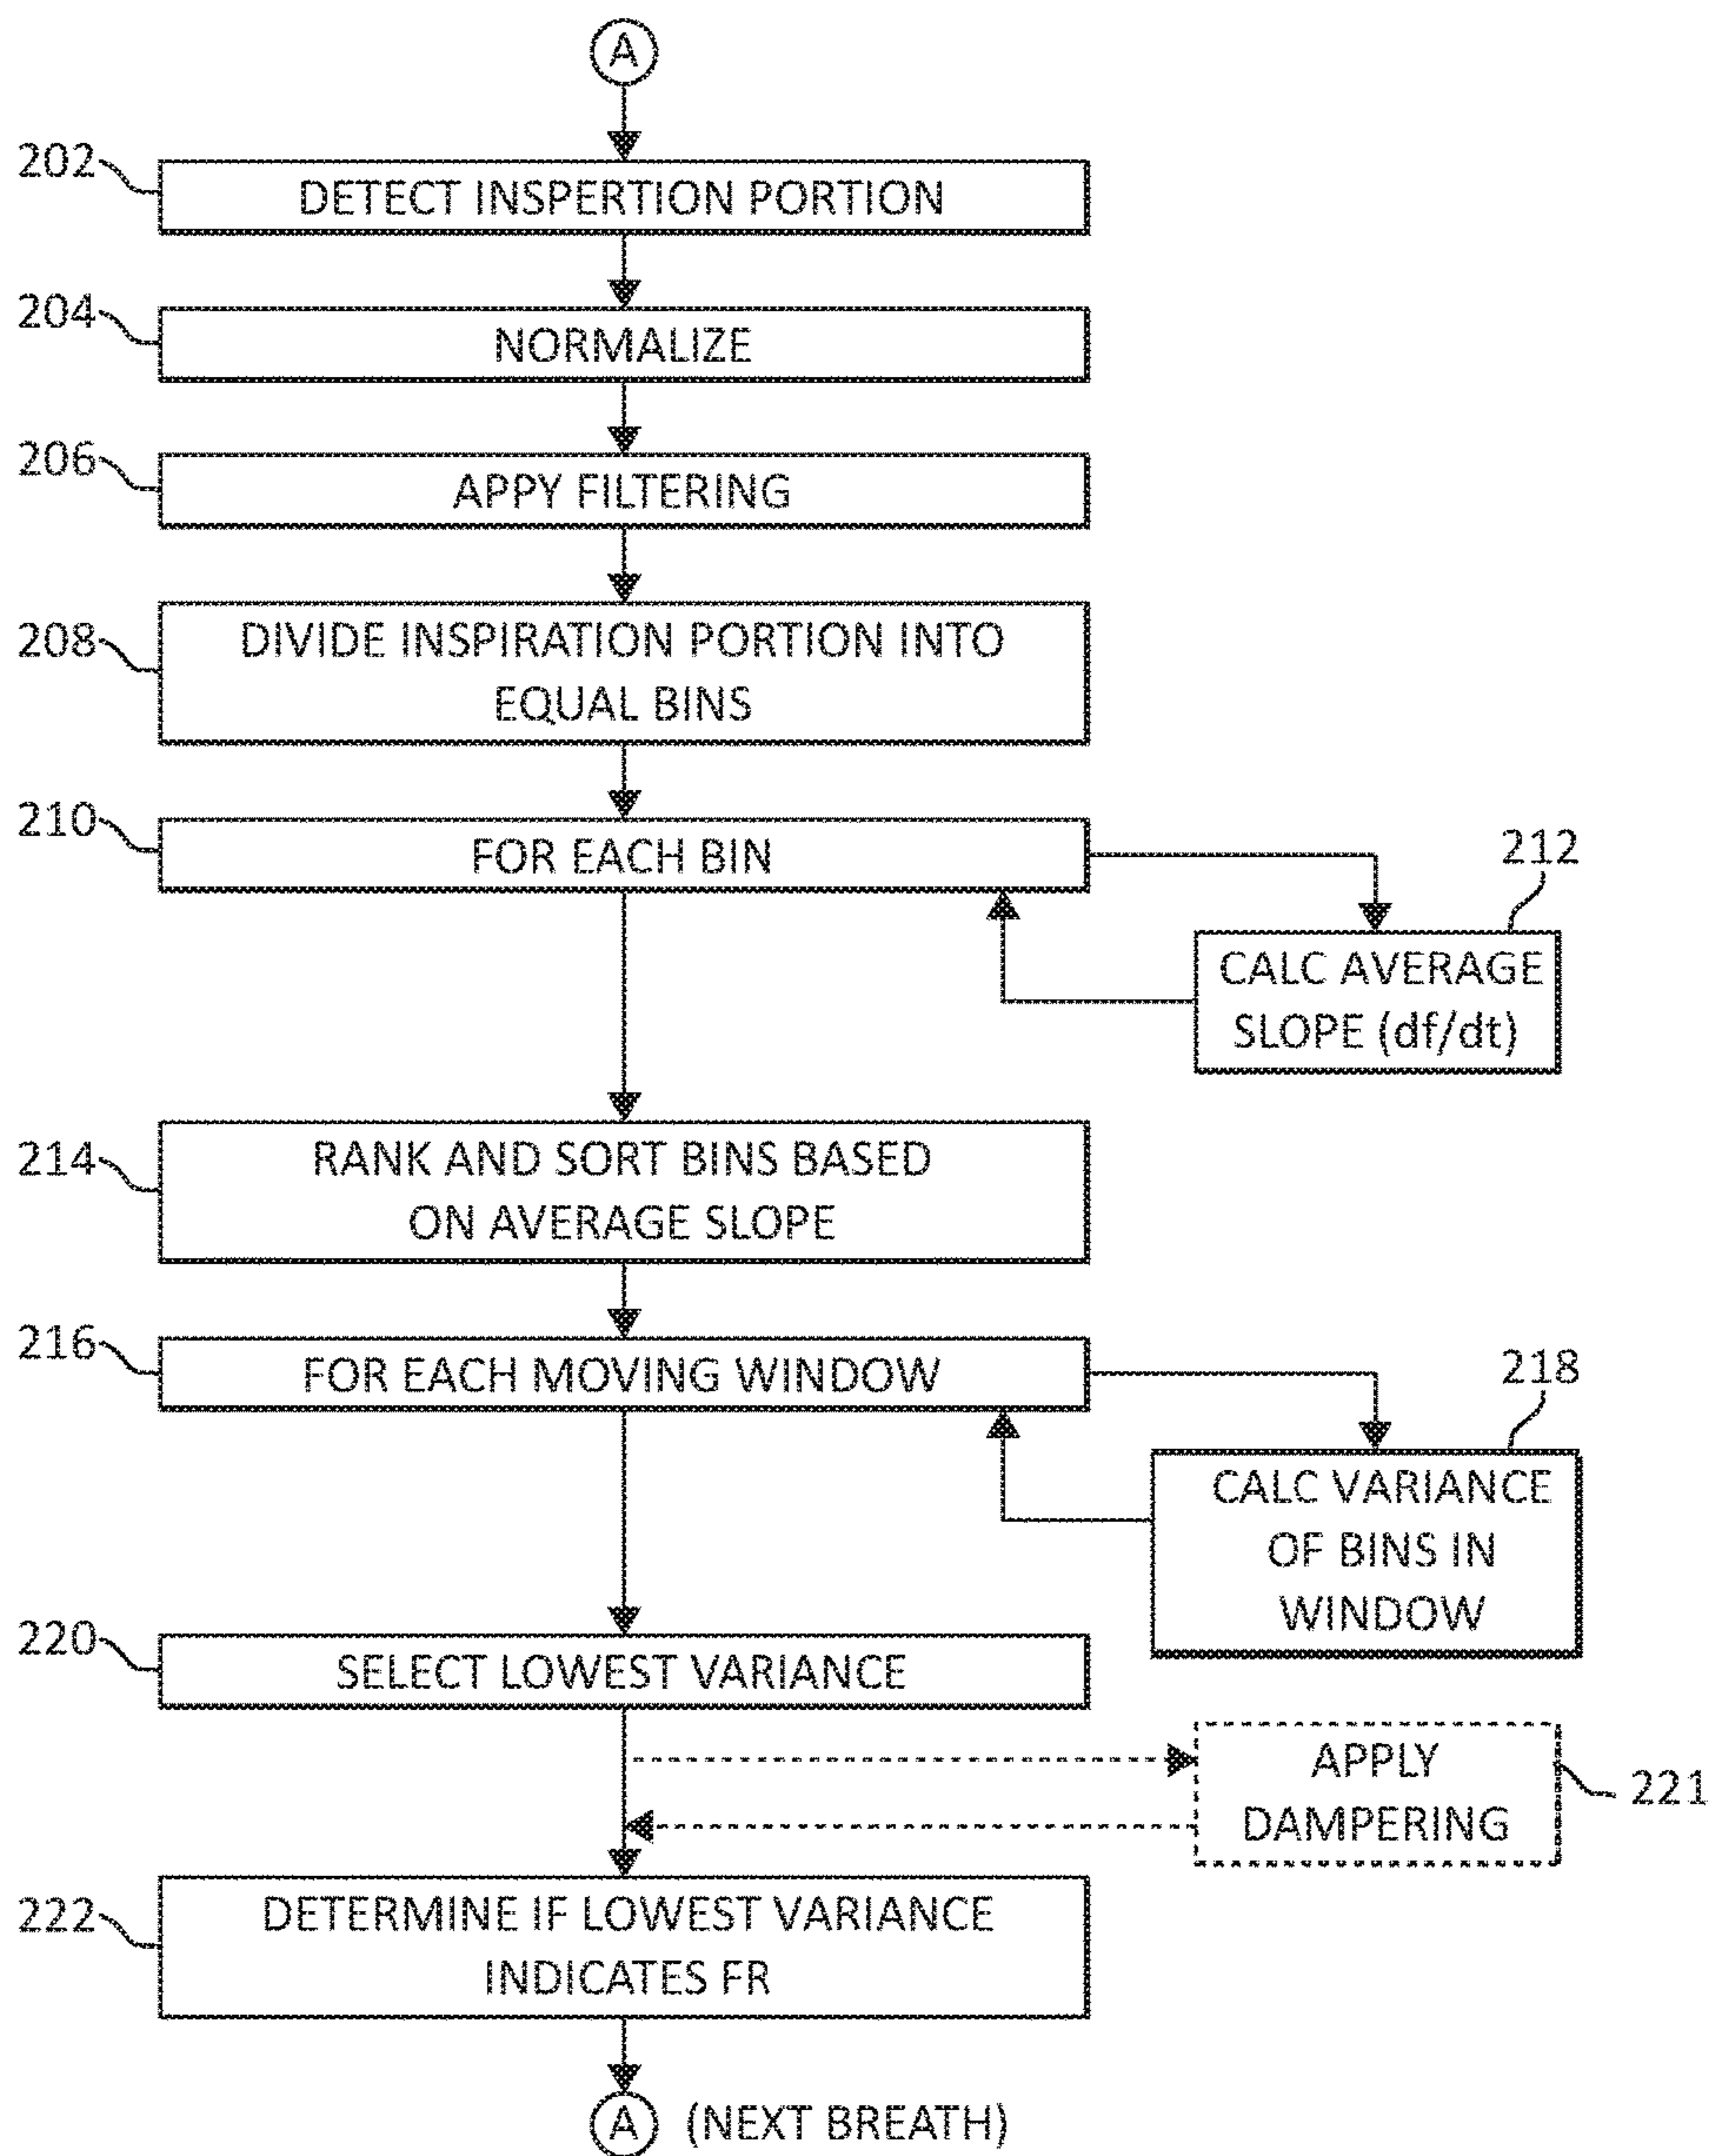 A
202
DETECT INSPERTION PORTION
204
NORMALIZE
206
APPY FILTERING
208
DIVIDE INSPIRATION PORTION INTO
EQUAL BINS
210
FOR EACH BIN
212
CALC AVERAGE
SLOPE (df/dt)
214
RANK AND SORT BINS BASED
ON AVERAGE SLOPE
216
FOR EACH MOVING WINDOW
218
CALC VARIANCE
OF BINS IN
WINDOW
220
SELECT LOWEST VARIANCE
APPLY
DAMPERING
221
222
DETERMINE IF LOWEST VARIANCE
INDICATES FR
A (NEXT BREATH)